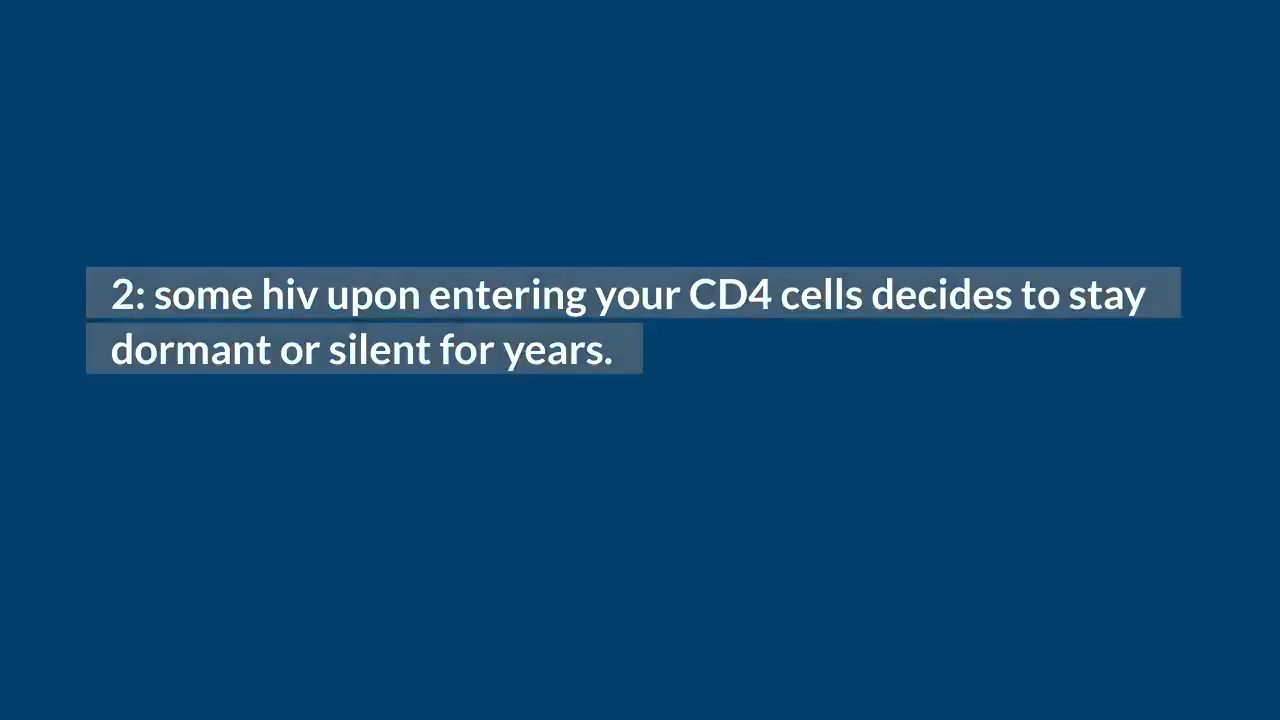 2: some hiv upon entering your CD4 cells decides to stay
dormant or silent for years.